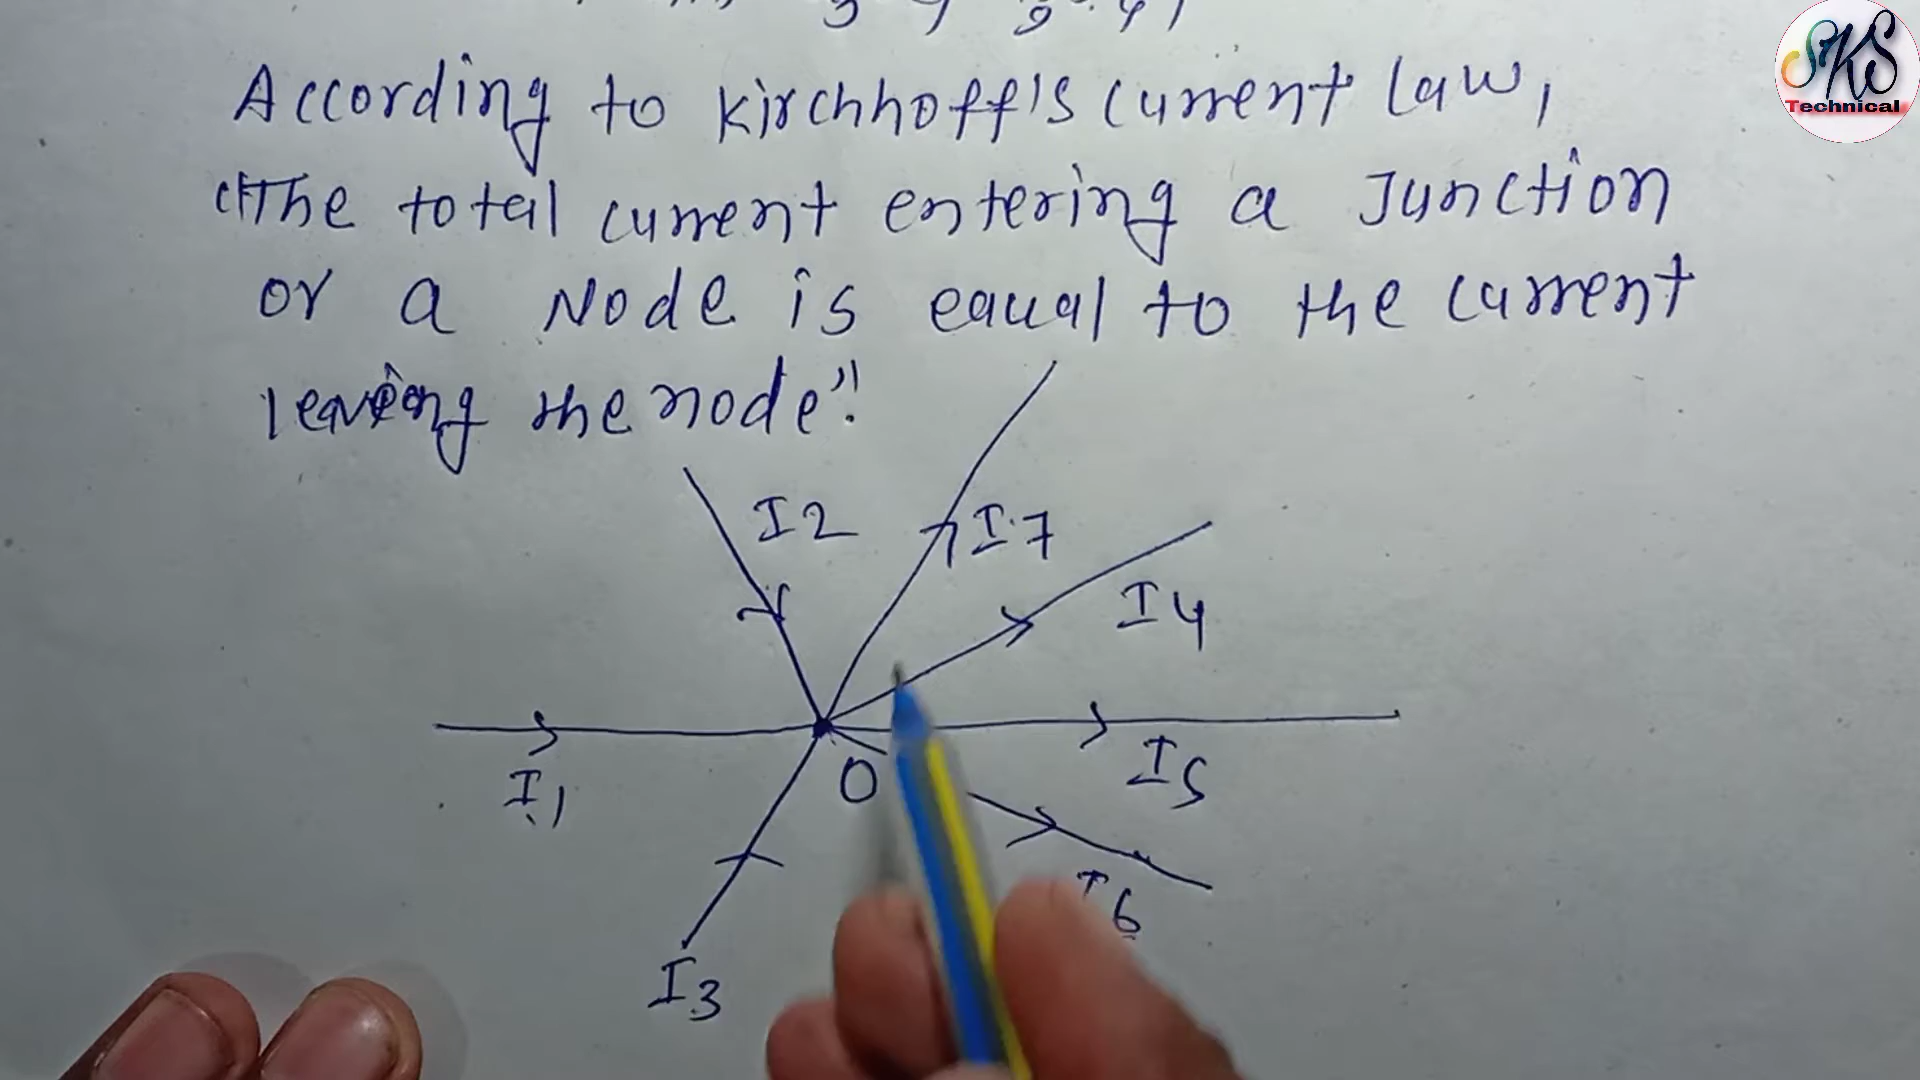 According to Kirchhoff's Current Law,
"The total current entering a Junction
or a Node is equal to the current
leaving the node".
I2
I7
I4
I1
O
I5
I6
I3
SKS
Technical